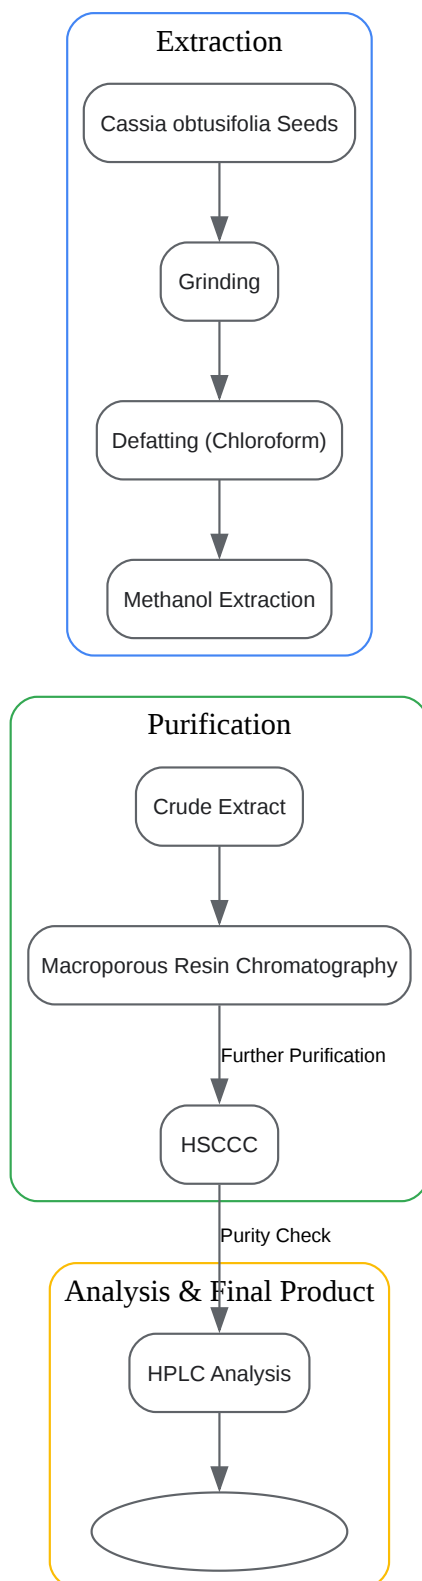 Extraction
Cassia obtusifolia Seeds
Grinding
Defatting (Chloroform)
Methanol Extraction
Purification
Crude Extract
Macroporous Resin Chromatography
Further Purification
HSCCC
Purity Check
Analysis & Final Product
HPLC Analysis